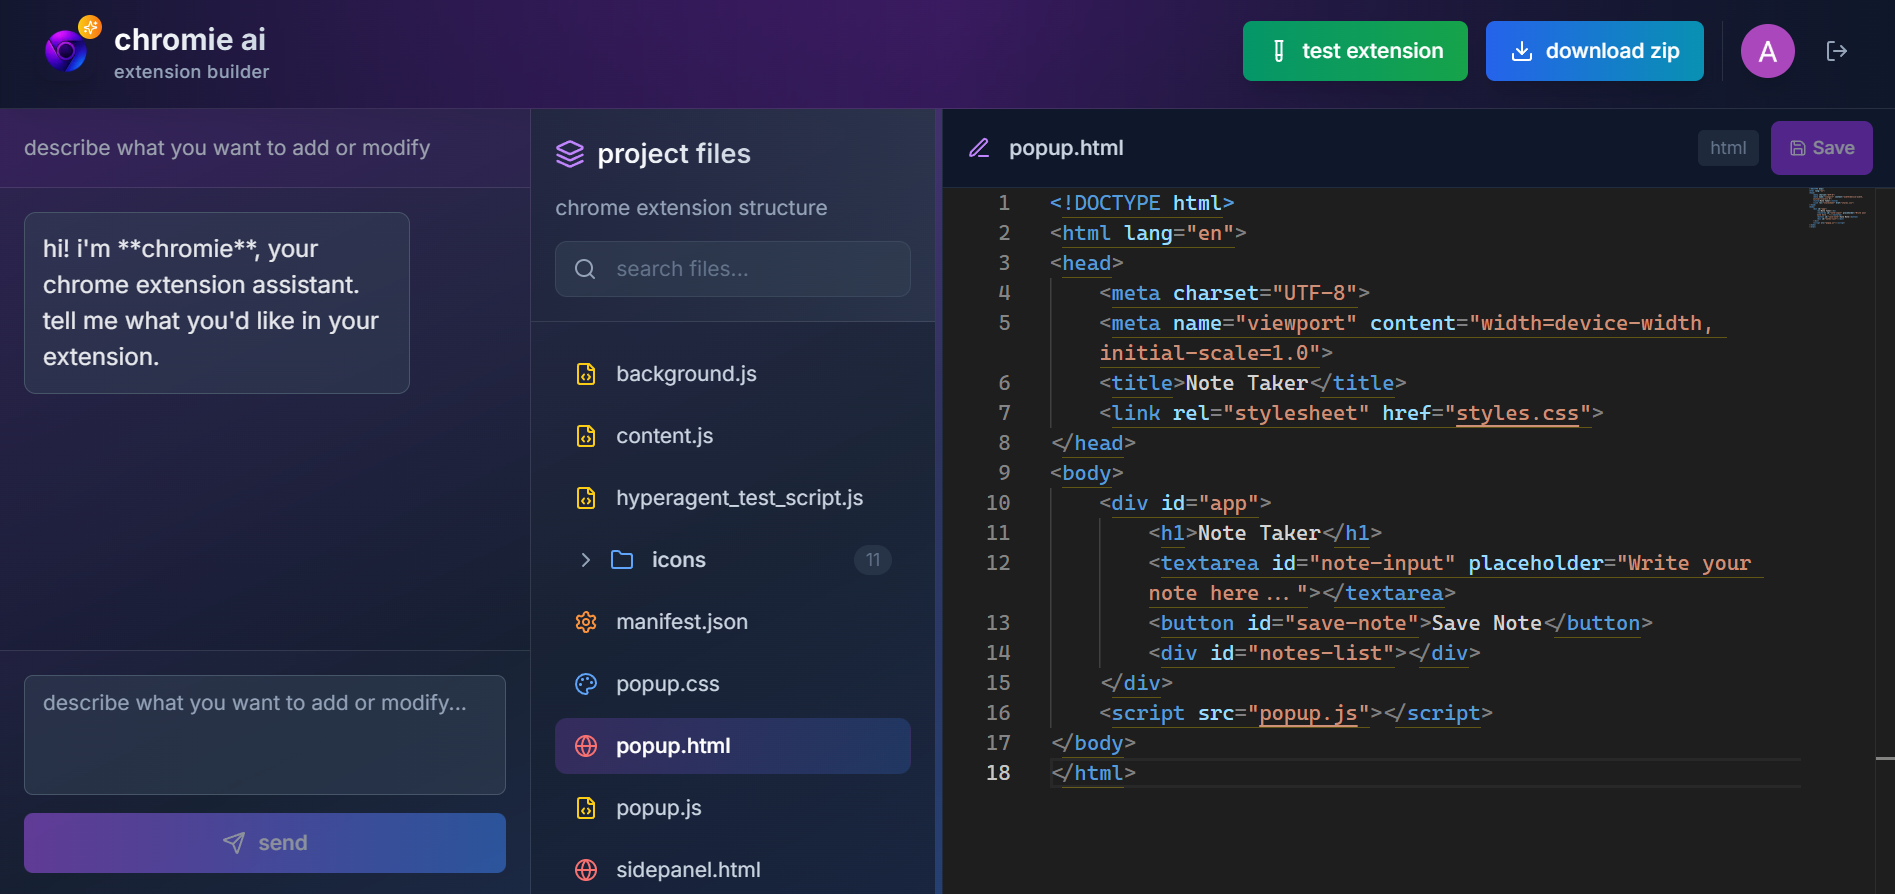 chromie ai
extension builder
test extension
download zip
A
describe what you want to add or modify
hi! i'm **chromie**, your
chrome extension assistant.
tell me what you'd like in your
extension.
describe what you want to add or modify...
send
project files
chrome extension structure
search files...
background.js
content.js
hyperagent_test_script.js
icons 11
manifest.json
popup.css
popup.html
popup.js
sidepanel.html
popup.html
html
Save
1 <!DOCTYPE html>
2 <html lang="en">
3 <head>
4 <meta charset="UTF-8">
5 <meta name="viewport" content="width=device-width,
initial-scale=1.0">
6 <title>Note Taker</title>
7 <link rel="stylesheet" href="styles.css">
8 </head>
9 <body>
10 <div id="app">
11 <h1>Note Taker</h1>
12 <textarea id="note-input" placeholder="Write your
note here..."></textarea>
13 <button id="save-note">Save Note</button>
14 <div id="notes-list"></div>
15 </div>
16 <script src="popup.js"></script>
17 </body>
18 </html>